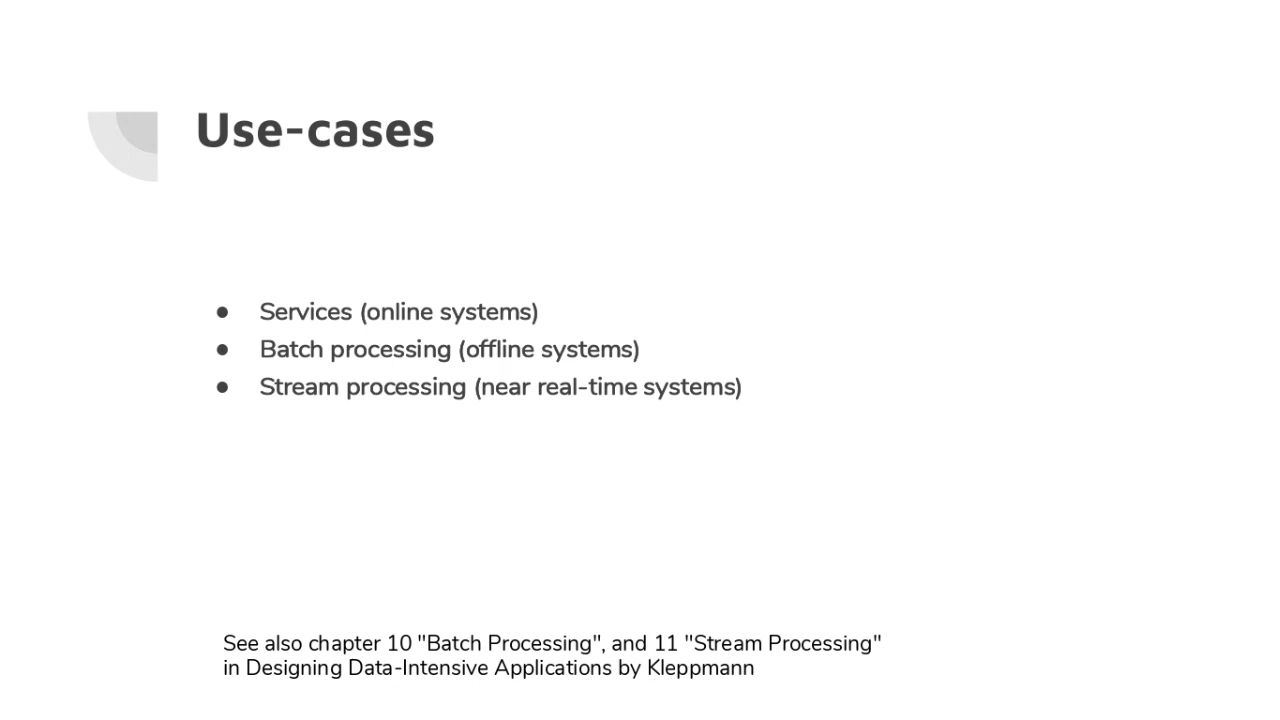 Use-cases
● Services (online systems)
● Batch processing (offline systems)
● Stream processing (near real-time systems)
See also chapter 10 "Batch Processing", and 11 "Stream Processing"
in Designing Data-Intensive Applications by Kleppmann